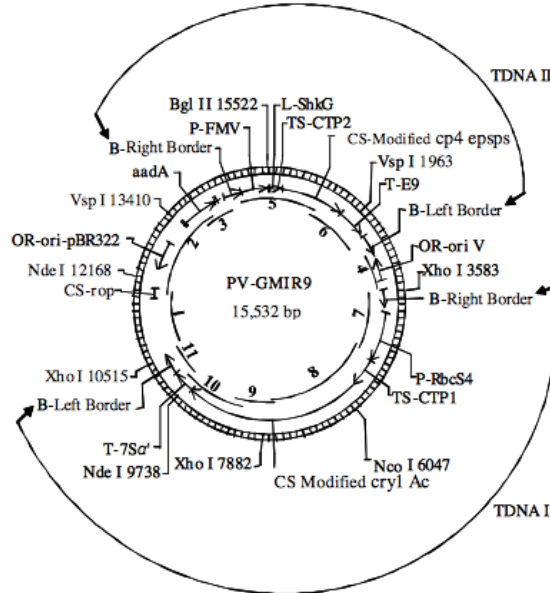 TDNA II
Bgl II 15522
L-ShkG
P-FMV
TS-CTP2
B-Right Border
CS-Modified cp4 epsps
aadA
Vsp I 1963
T-E9
Vsp I 13410
B-Left Border
OR-ori-pBR322
OR-ori V
Nde I 12168
Xho I 3583
CS-rop
B-Right Border
PV-GMIR9
15,532 bp
1
2
3
4
5
6
7
8
9
10
11
Xho I 10515
P-RbcS4
B-Left Border
TS-CTP1
T-7Sα'
Nde I 9738
Xho I 7882
Nco I 6047
CS Modified cry1 Ac
TDNA I